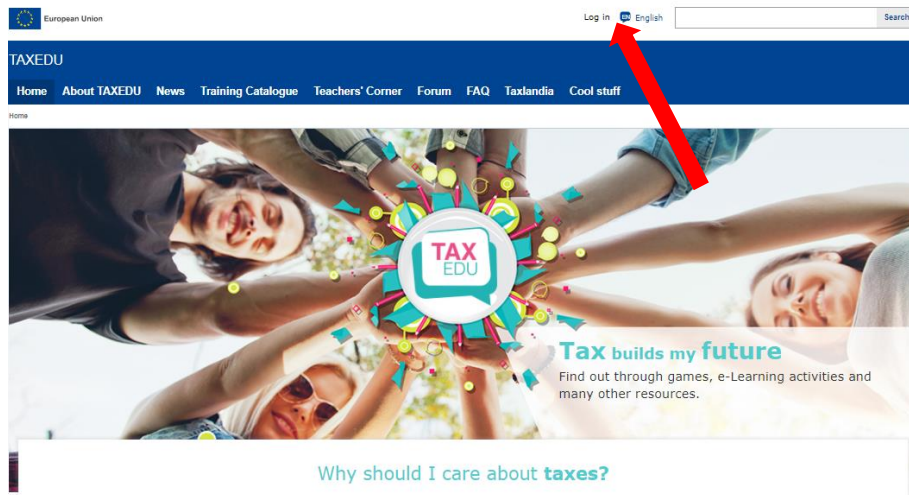 European Union
Log in EN English
Search
TAXEDU
Home About TAXEDU News Training Catalogue Teachers' Corner Forum FAQ Taxlandia Cool stuff
Home
TAX
EDU
Tax builds my future
Find out through games, e-Learning activities and
many other resources.
Why should I care about taxes?